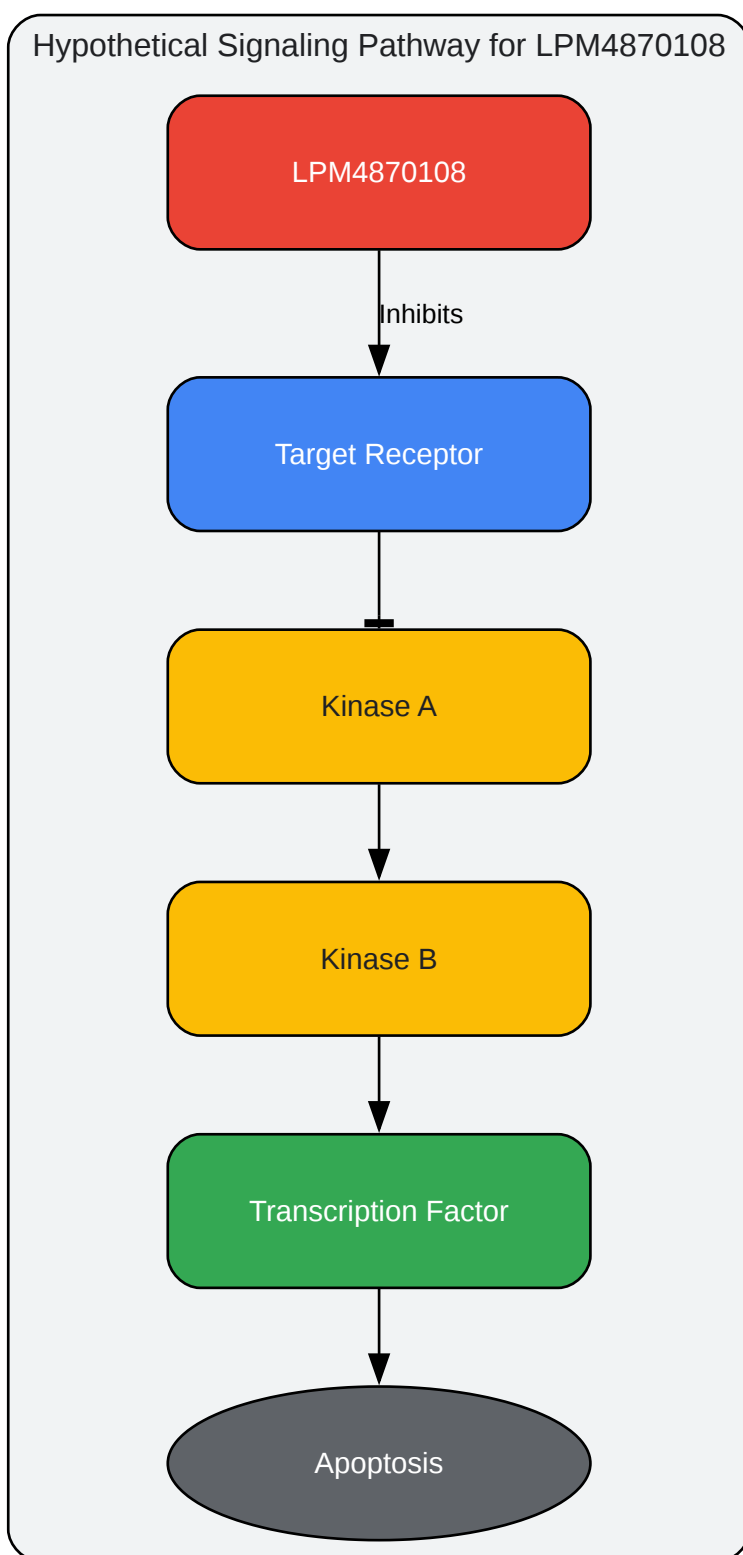 Hypothetical Signaling Pathway for LPM4870108
LPM4870108
Inhibits
Target Receptor
Kinase A
Kinase B
Transcription Factor
Apoptosis